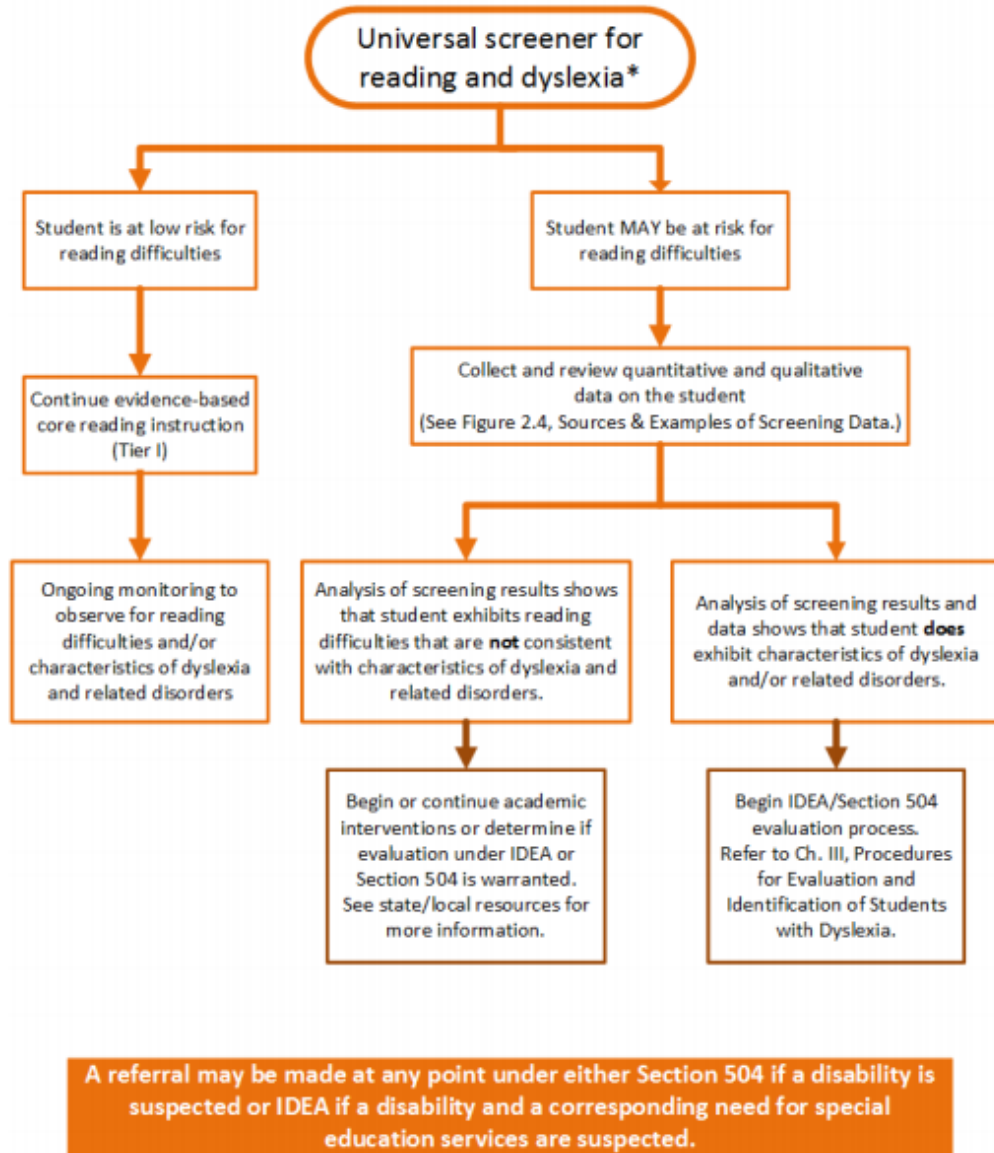 Universal screener for
reading and dyslexia*
Student is at low risk for
reading difficulties
Student MAY be at risk for
reading difficulties
Continue evidence-based
core reading instruction
(Tier I)
Collect and review quantitative and qualitative
data on the student
(See Figure 2.4, Sources & Examples of Screening Data.)
Ongoing monitoring to
observe for reading
difficulties and/or
characteristics of dyslexia
and related disorders
Analysis of screening results shows
that student exhibits reading
difficulties that are not consistent
with characteristics of dyslexia and
related disorders.
Analysis of screening results and
data shows that student does
exhibit characteristics of dyslexia
and/or related disorders.
Begin or continue academic
interventions or determine if
evaluation under IDEA or
Section 504 is warranted.
See state/local resources for
more information.
Begin IDEA/Section 504
evaluation process.
Refer to Ch. III, Procedures
for Evaluation and
Identification of Students
with Dyslexia.
A referral may be made at any point under either Section 504 if a disability is
suspected or IDEA if a disability and a corresponding need for special
education services are suspected.